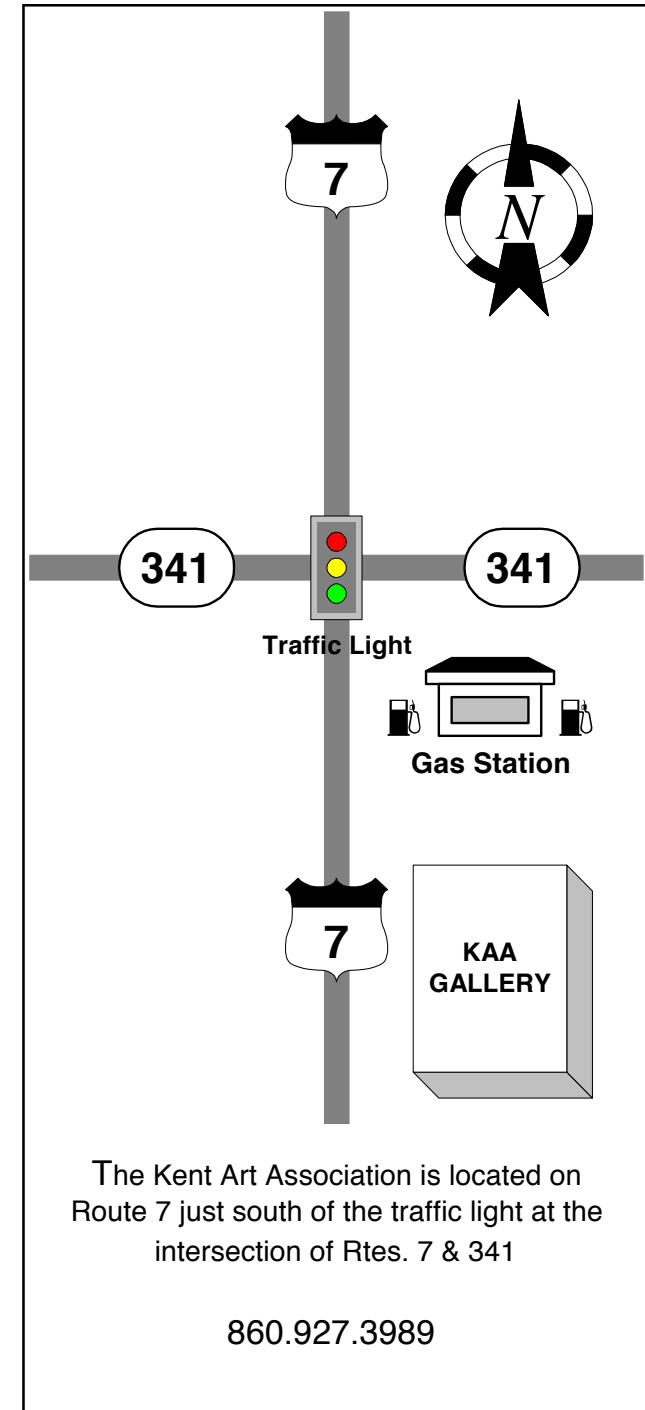 7
N
341
341
Traffic Light
Gas Station
7
KAA
GALLERY
The Kent Art Association is located on
Route 7 just south of the traffic light at the
intersection of Rtes. 7 & 341
860.927.3989